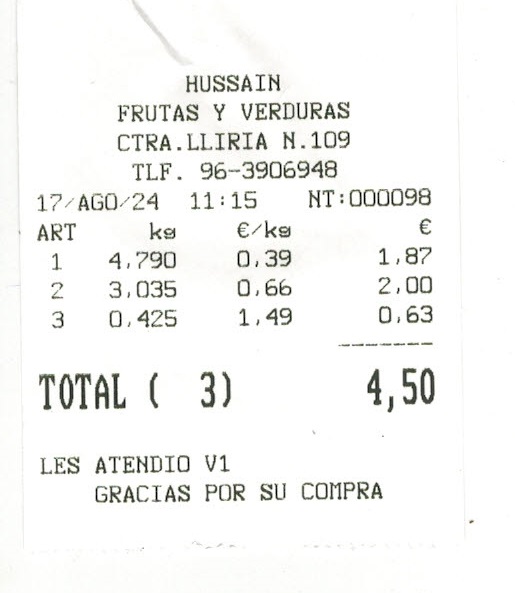 HUSSAIN
FRUTAS Y VERDURAS
CTRA.LLIRIA N.109
TLF. 96-3906948
17/AGO/24 11:15 NT:000098
ART kg €/kg €
1 4,790 0,39 1,87
2 3,035 0,66 2,00
3 0,425 1,49 0,63
-------
TOTAL ( 3) 4,50
LES ATENDIO V1
GRACIAS POR SU COMPRA